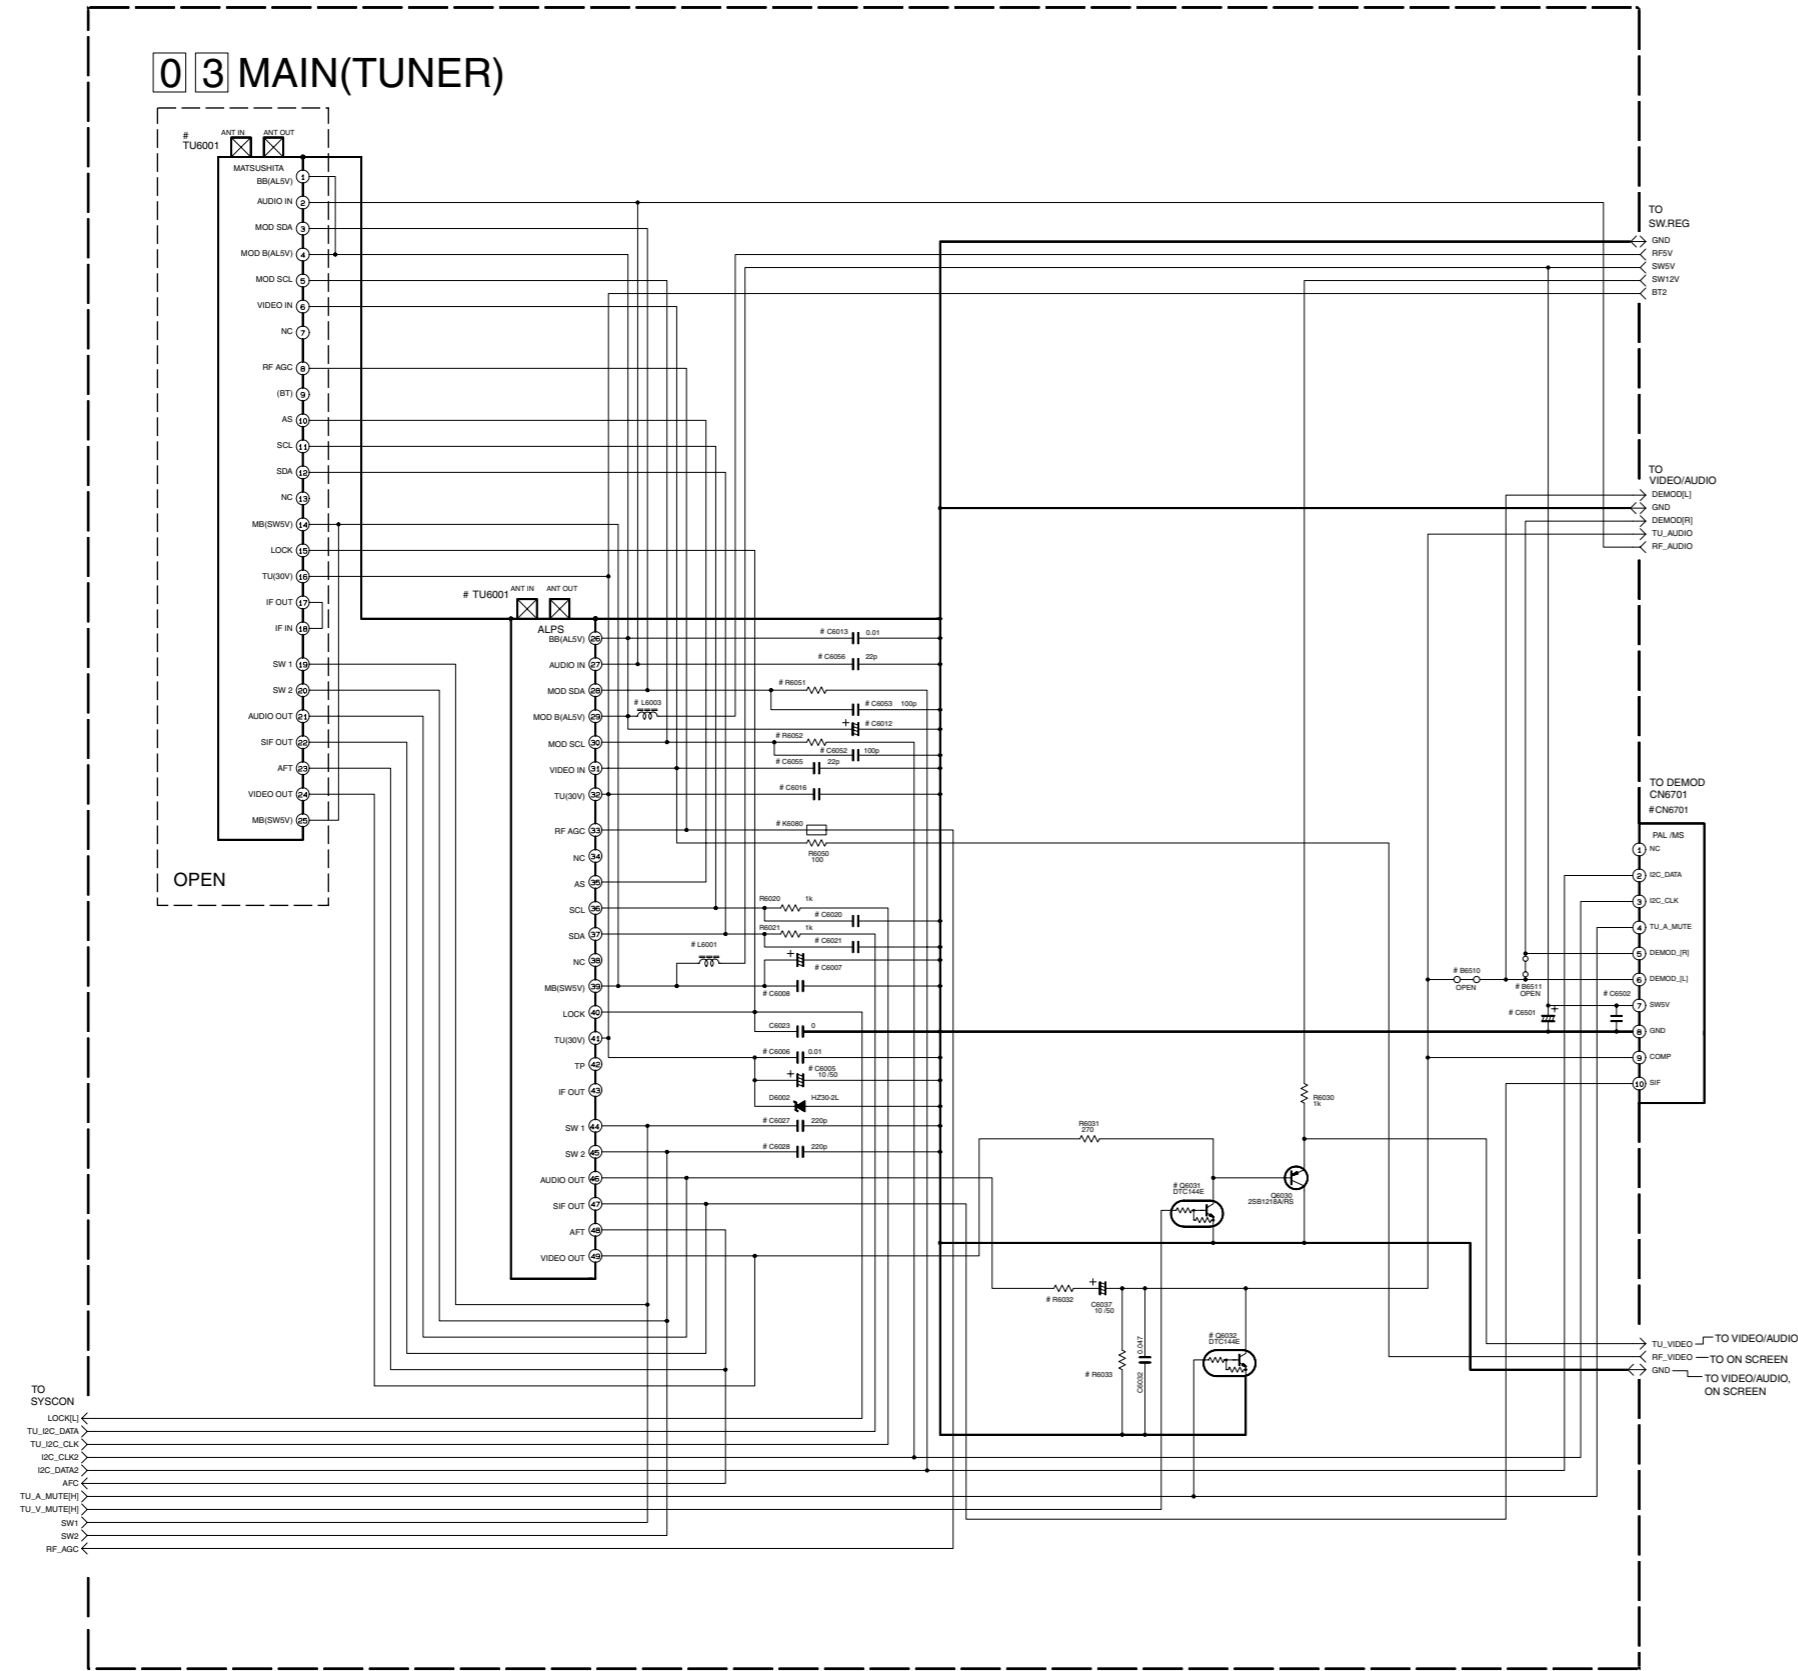 0 3 MAIN(TUNER)
#
TU6001
ANT IN
ANT OUT
MATSUSHITA
BB(AL5V) 1
AUDIO IN 2
MOD SDA 3
MOD B(AL5V) 4
MOD SCL 5
VIDEO IN 6
NC 7
RF AGC 8
(BT) 9
AS 10
SCL 11
SDA 12
NC 13
MB(SW5V) 14
LOCK 15
TU(30V) 16
IF OUT 17
IF IN 18
SW 1 19
SW 2 20
AUDIO OUT 21
SIF OUT 22
AFT 23
VIDEO OUT 24
MB(SW5V) 25
OPEN
# TU6001
ANT IN
ANT OUT
ALPS
BB(AL5V) 26
AUDIO IN 27
MOD SDA 28
MOD B(AL5V) 29
MOD SCL 30
VIDEO IN 31
TU(30V) 32
RF AGC 33
NC 34
AS 35
SCL 36
SDA 37
NC 38
MB(SW5V) 39
LOCK 40
TU(30V) 41
TP 42
IF OUT 43
SW 1 44
SW 2 45
AUDIO OUT 46
SIF OUT 47
AFT 48
VIDEO OUT 49
# C6013 0.01
# C6056 22p
# R6051
# L6003
# C6053 100p
+ # C6012
# R6052
# C6052 100p
# C6055 22p
# C6016
# K6080
R6050
100
R6020 1k
# C6020
R6021 1k
# C6021
# L6001
+ # C6007
# C6008
C6023 0
# C6006 0.01
+ # C6005
10 /50
D6002 HZ30-2L
# C6027 220p
# C6028 220p
R6031
270
R6030
1k
# Q6031
DTC144E
Q6030
2SB1218A/RS
# R6032
+
C6037
10 /50
# R6033
C6032 0.047
# Q6032
DTC144E
TO
SW.REG
GND
RF5V
SW5V
SW12V
BT2
TO
VIDEO/AUDIO
DEMOD[L]
GND
DEMOD[R]
TU_AUDIO
RF_AUDIO
TO DEMOD
CN6701
#CN6701
PAL /MS
1 NC
2 I2C_DATA
3 I2C_CLK
4 TU_A_MUTE
5 DEMOD_[R]
6 DEMOD_[L]
7 SW5V
8 GND
9 COMP
10 SIF
# B6510
OPEN
# B6511
OPEN
# C6501 +
# C6502
TU_VIDEO TO VIDEO/AUDIO
RF_VIDEO TO ON SCREEN
GND TO VIDEO/AUDIO,
ON SCREEN
TO
SYSCON
LOCK[L]
TU_I2C_DATA
TU_I2C_CLK
I2C_CLK2
I2C_DATA2
AFC
TU_A_MUTE[H]
TU_V_MUTE[H]
SW1
SW2
RF_AGC